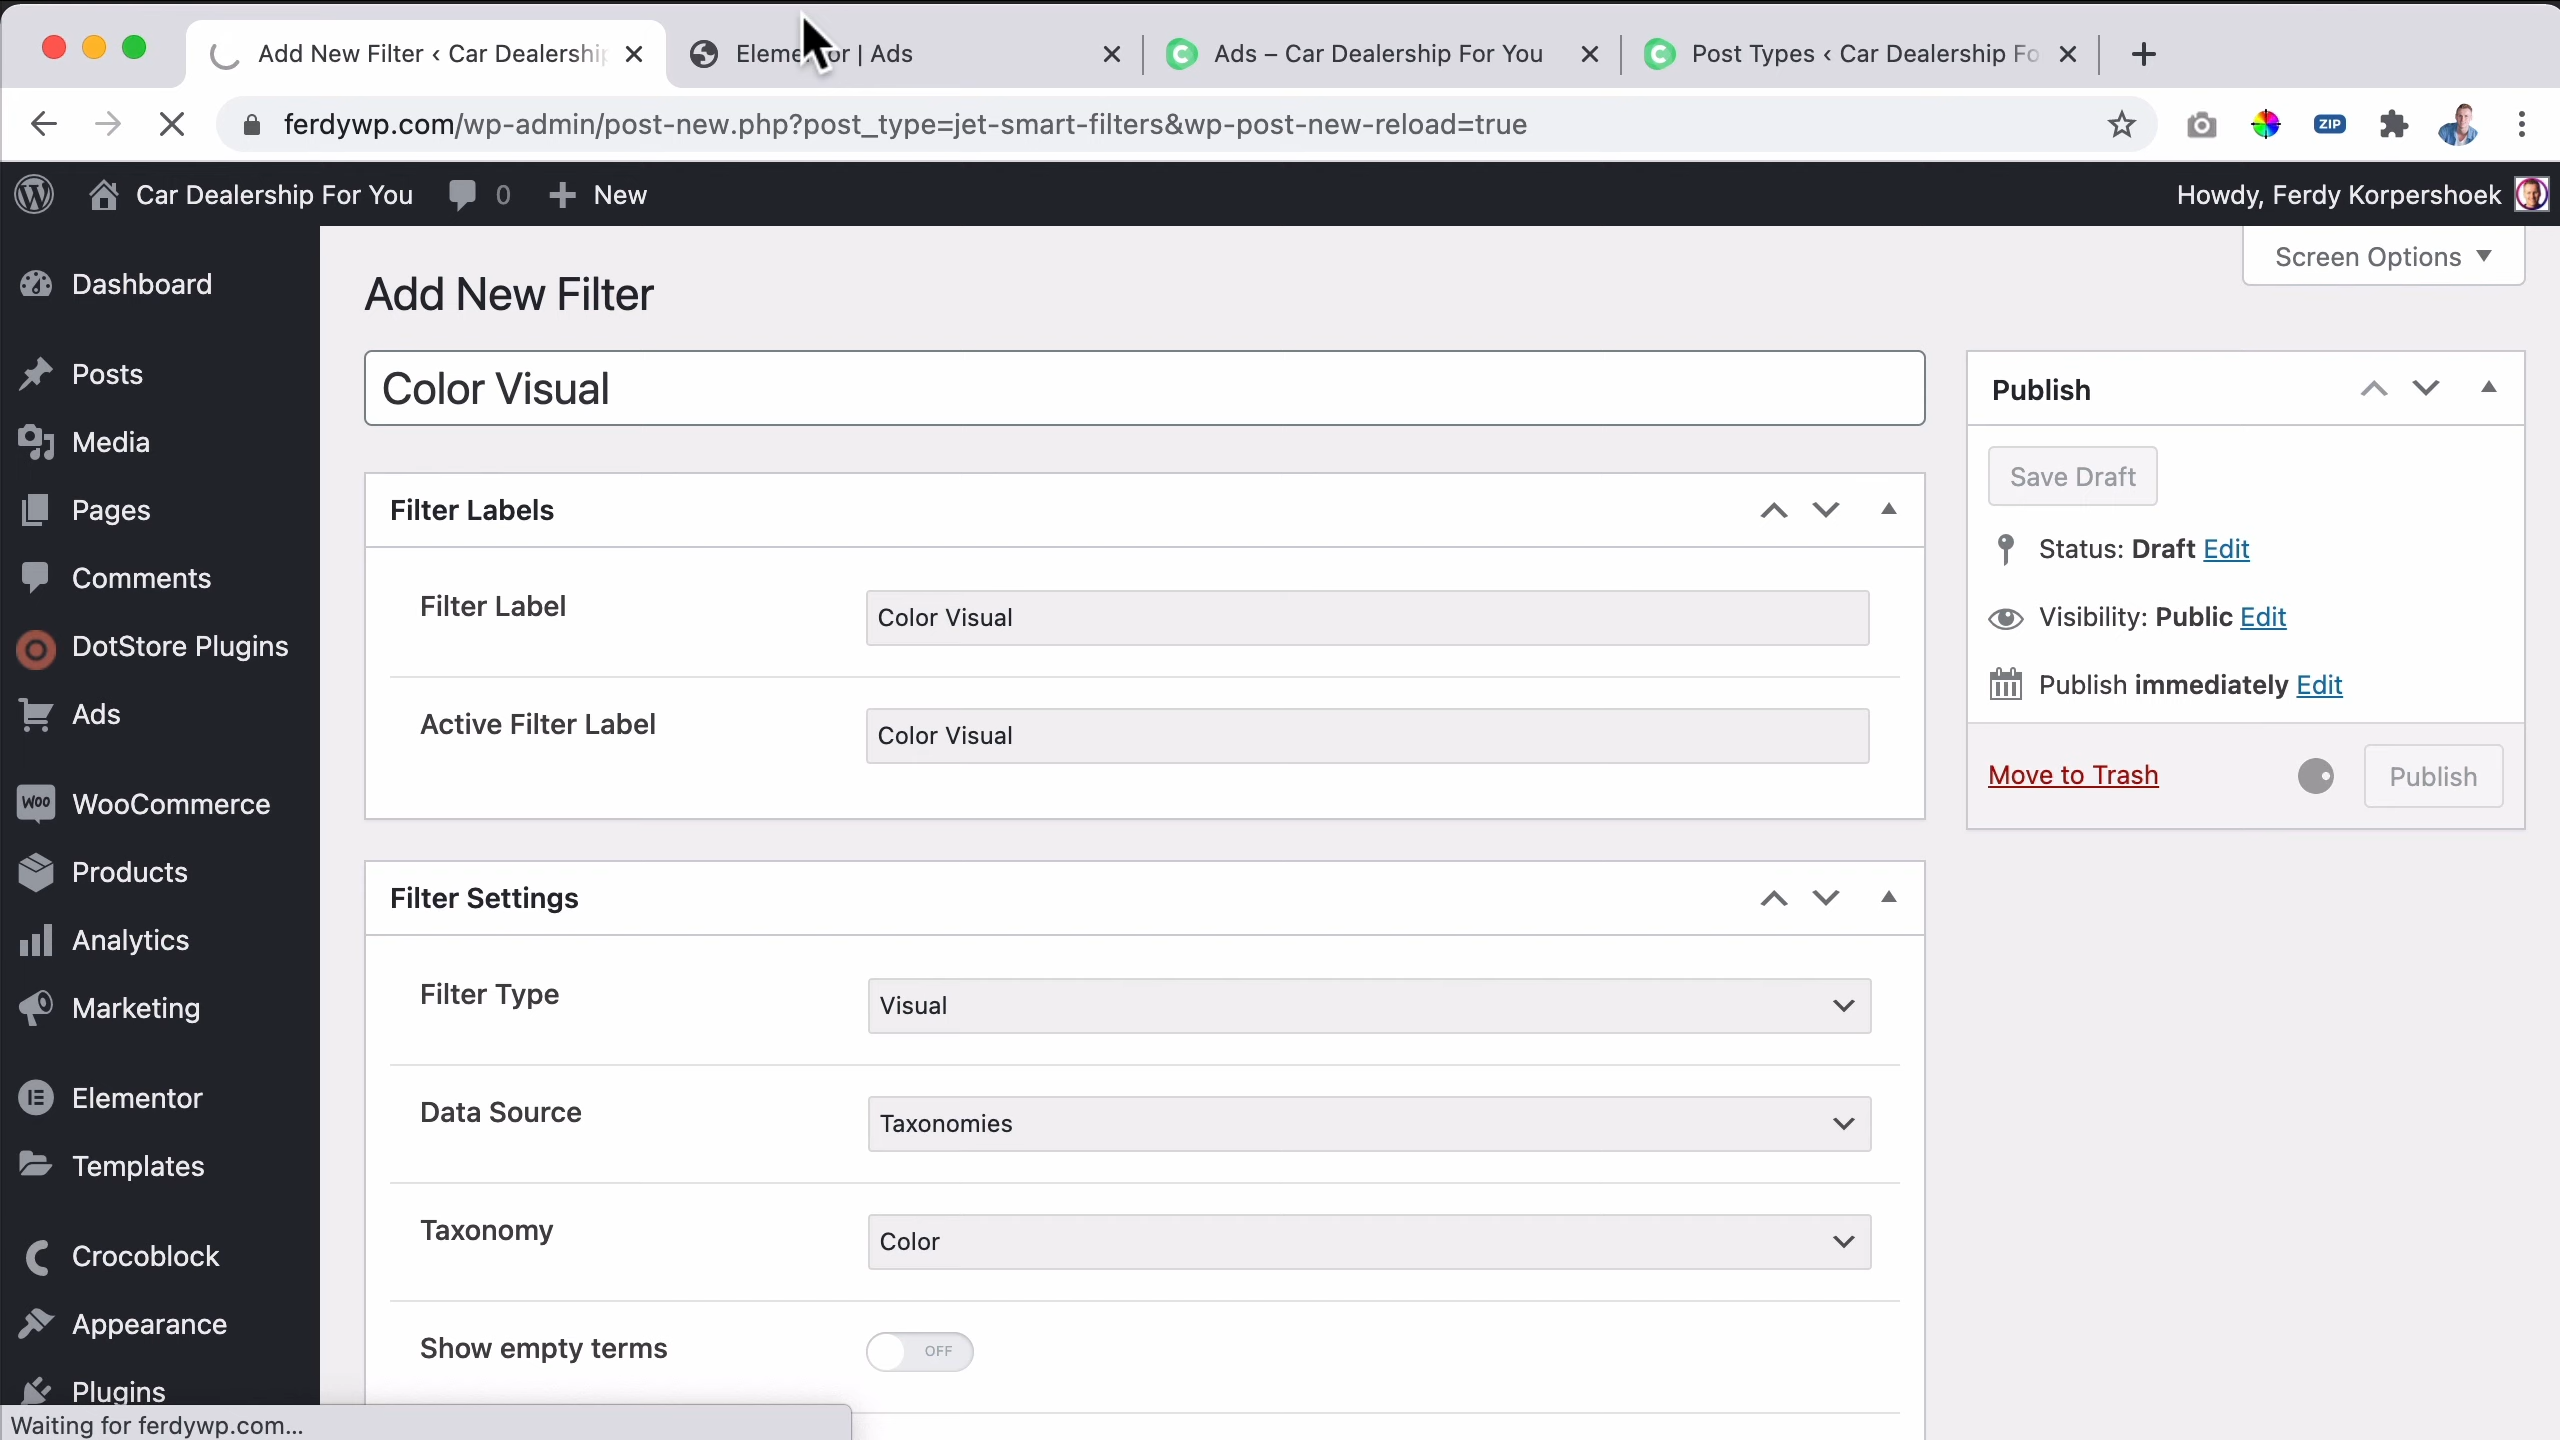 Add New Filter ‹ Car Dealership
Elementor | Ads
Ads – Car Dealership For You
Post Types ‹ Car Dealership Fo
ferdywp.com/wp-admin/post-new.php?post_type=jet-smart-filters&wp-post-new-reload=true
ZIP
Car Dealership For You
0
New
Howdy, Ferdy Korpershoek
Screen Options
Dashboard
Posts
Media
Pages
Comments
DotStore Plugins
Ads
Woo
WooCommerce
Products
Analytics
Marketing
Elementor
Templates
Crocoblock
Appearance
Plugins
Add New Filter
Color Visual
Filter Labels
Filter Label
Color Visual
Active Filter Label
Color Visual
Filter Settings
Filter Type
Visual
Data Source
Taxonomies
Taxonomy
Color
Show empty terms
OFF
Publish
Save Draft
Status: Draft Edit
Visibility: Public Edit
Publish immediately Edit
Move to Trash
Publish
Waiting for ferdywp.com...